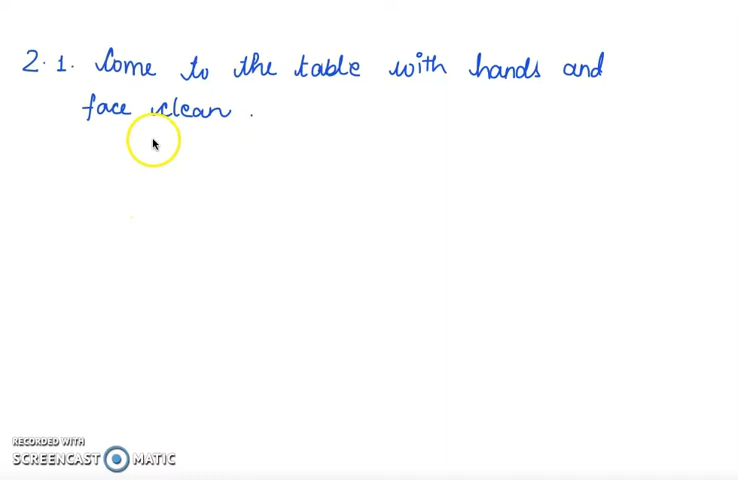 2. 1. Come to the table with hands and
face clean.
RECORDED WITH
SCREENCAST MATIC